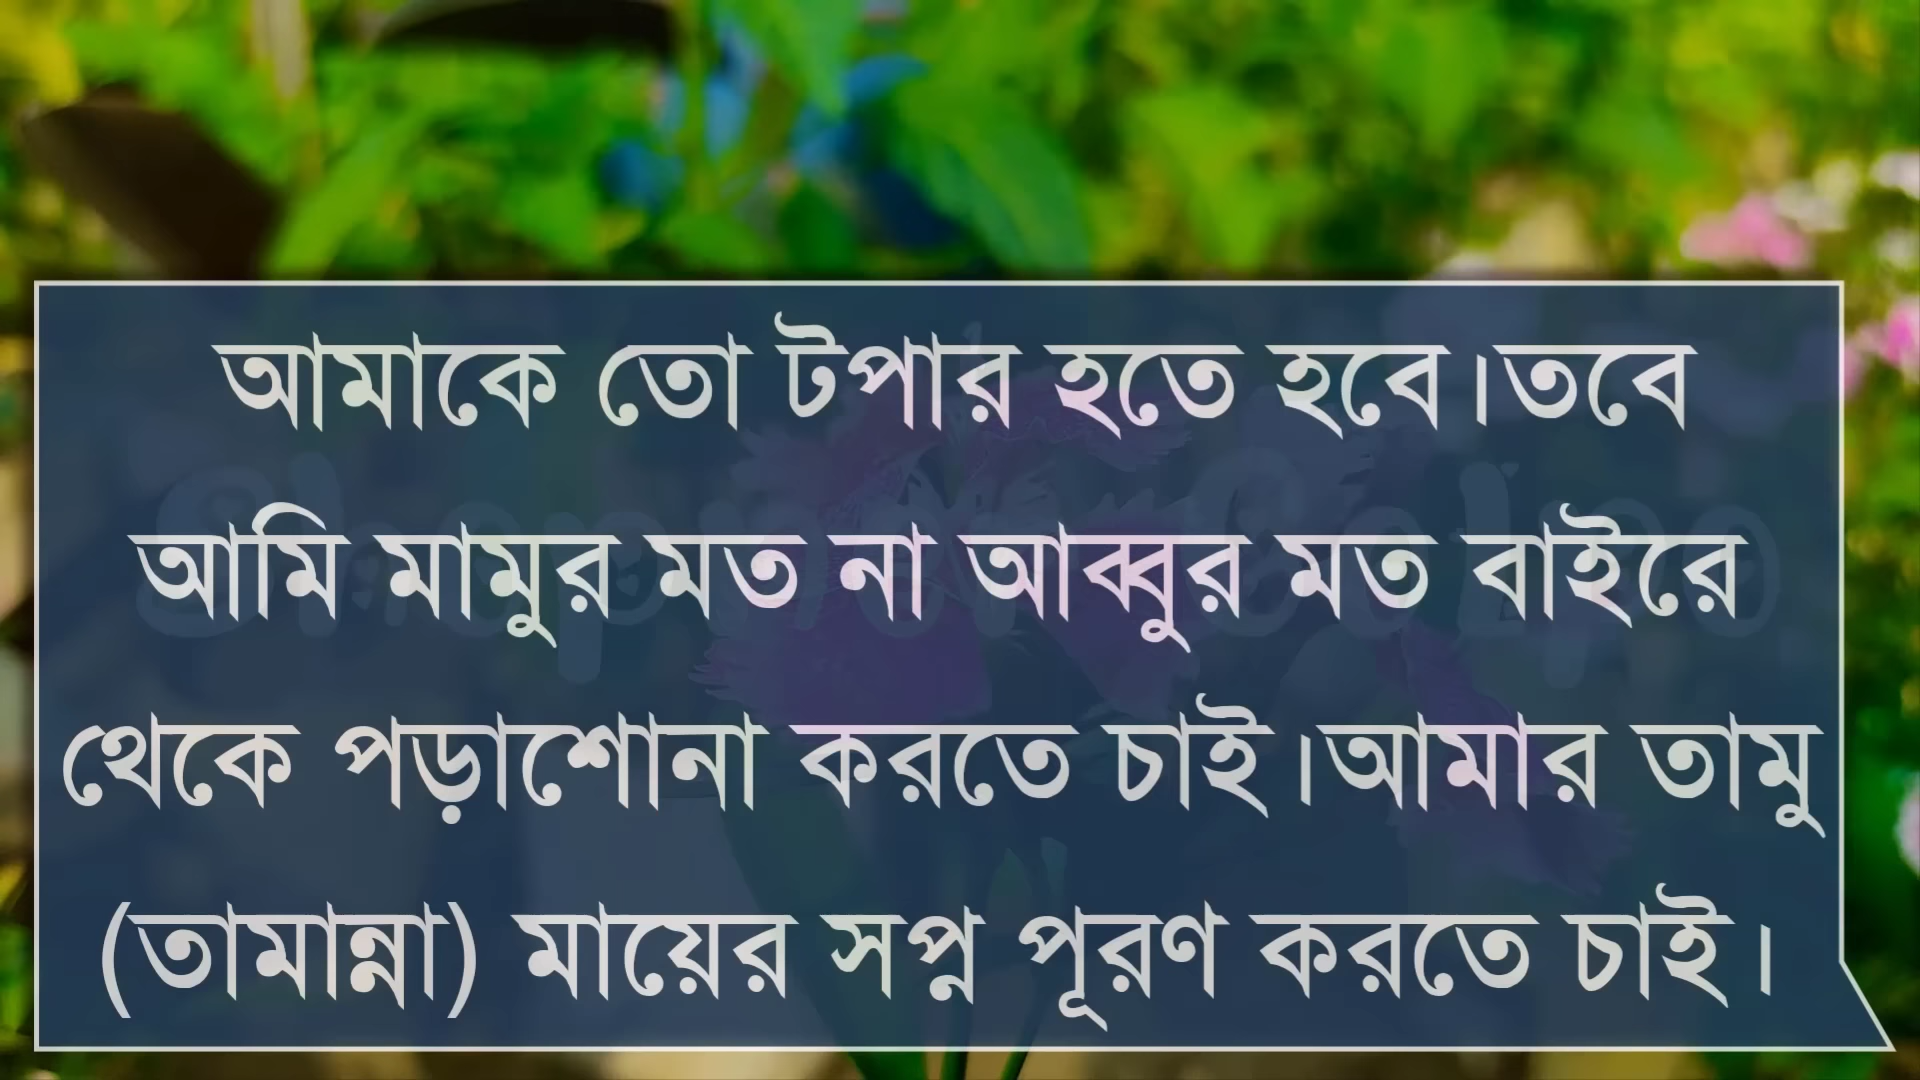 আমাকে তো টপার হতে হবে।তবে
আমি মামুর মত না আব্বুর মত বাইরে
থেকে পড়াশোনা করতে চাই।আমার তামু
(তামান্না) মায়ের সপ্ন পূরণ করতে চাই।